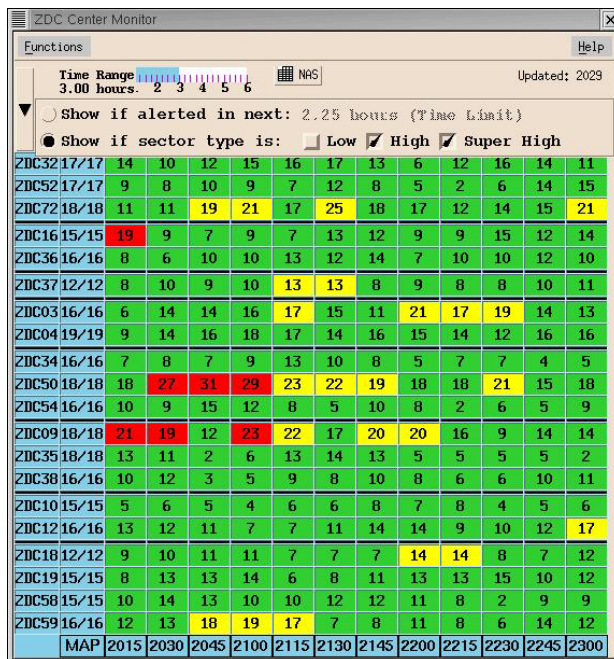 ZDC Center Monitor
Functions Help
Time Range 3.00 hours. 2 3 4 5 6 NAS Updated: 2029
Show if alerted in next: 2.25 hours (Time Limit)
Show if sector type is: Low High Super High
ZDC32 17/17 14 10 12 15 16 17 13 6 12 16 14 11
ZDC52 17/17 9 8 10 9 7 12 8 5 2 6 14 15
ZDC72 18/18 11 11 19 21 17 25 18 17 12 14 15 21
ZDC16 15/15 19 9 7 9 7 13 12 9 9 15 12 14
ZDC36 16/16 8 6 10 10 13 12 14 7 10 10 12 10
ZDC37 12/12 8 10 9 10 13 13 8 9 8 8 10 11
ZDC03 16/16 6 14 14 16 17 15 11 21 17 19 14 13
ZDC04 19/19 9 14 16 18 17 14 16 15 14 12 16 16
ZDC34 16/16 7 8 7 9 13 10 8 5 7 7 4 5
ZDC50 18/18 18 27 31 29 23 22 19 18 18 21 15 18
ZDC54 16/16 10 9 15 12 8 5 10 8 2 6 5 9
ZDC09 18/18 21 19 12 23 22 17 20 20 16 9 14 14
ZDC35 18/18 13 11 2 6 13 14 13 5 5 5 5 2
ZDC38 16/16 10 12 3 5 9 8 10 8 6 6 10 11
ZDC10 15/15 5 6 5 4 6 6 8 7 8 4 5 6
ZDC12 16/16 13 12 11 7 7 11 14 14 9 10 12 17
ZDC18 12/12 9 10 11 11 7 7 7 14 14 8 7 12
ZDC19 15/15 8 13 13 14 6 8 11 13 13 15 10 12
ZDC58 15/15 10 14 13 10 10 12 12 11 8 2 9 9
ZDC59 16/16 12 13 18 19 17 7 8 11 8 6 14 12
MAP 2015 2030 2045 2100 2115 2130 2145 2200 2215 2230 2245 2300